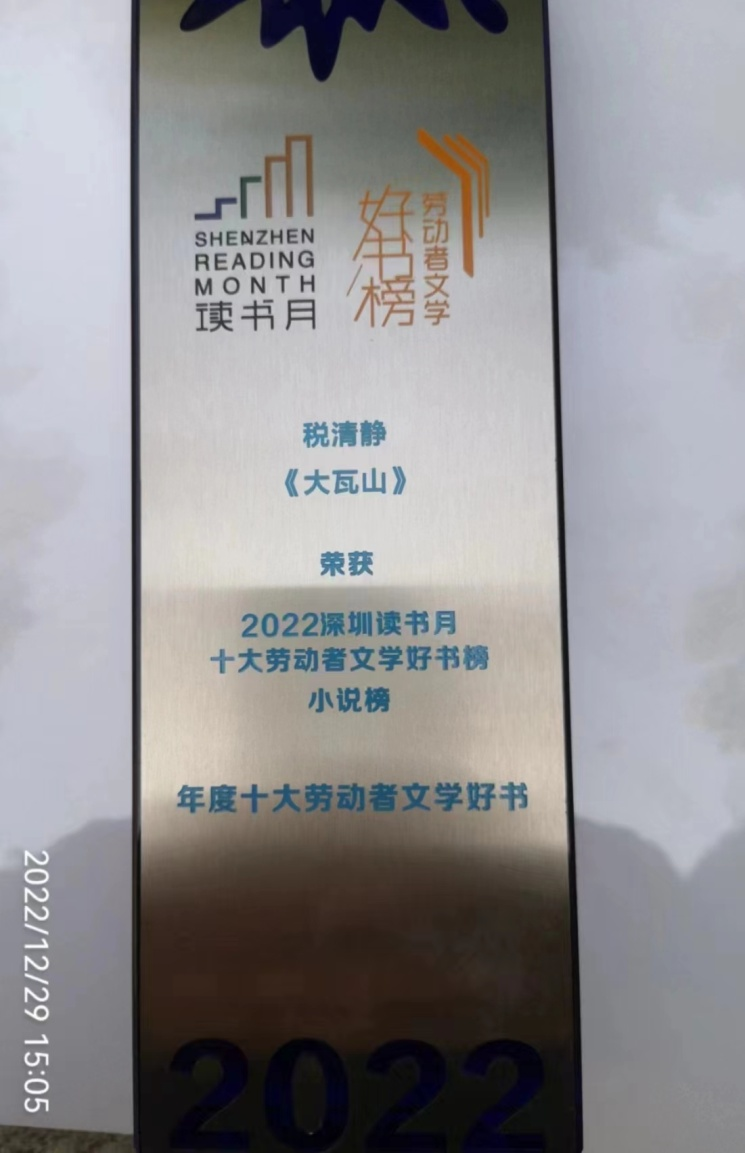 SHENZHEN
READING
MONTH
读书月
好书榜
劳动者文学
税清静
《大瓦山》
荣获
2022深圳读书月
十大劳动者文学好书榜
小说榜
年度十大劳动者文学好书
2022
2022/12/29 15:05